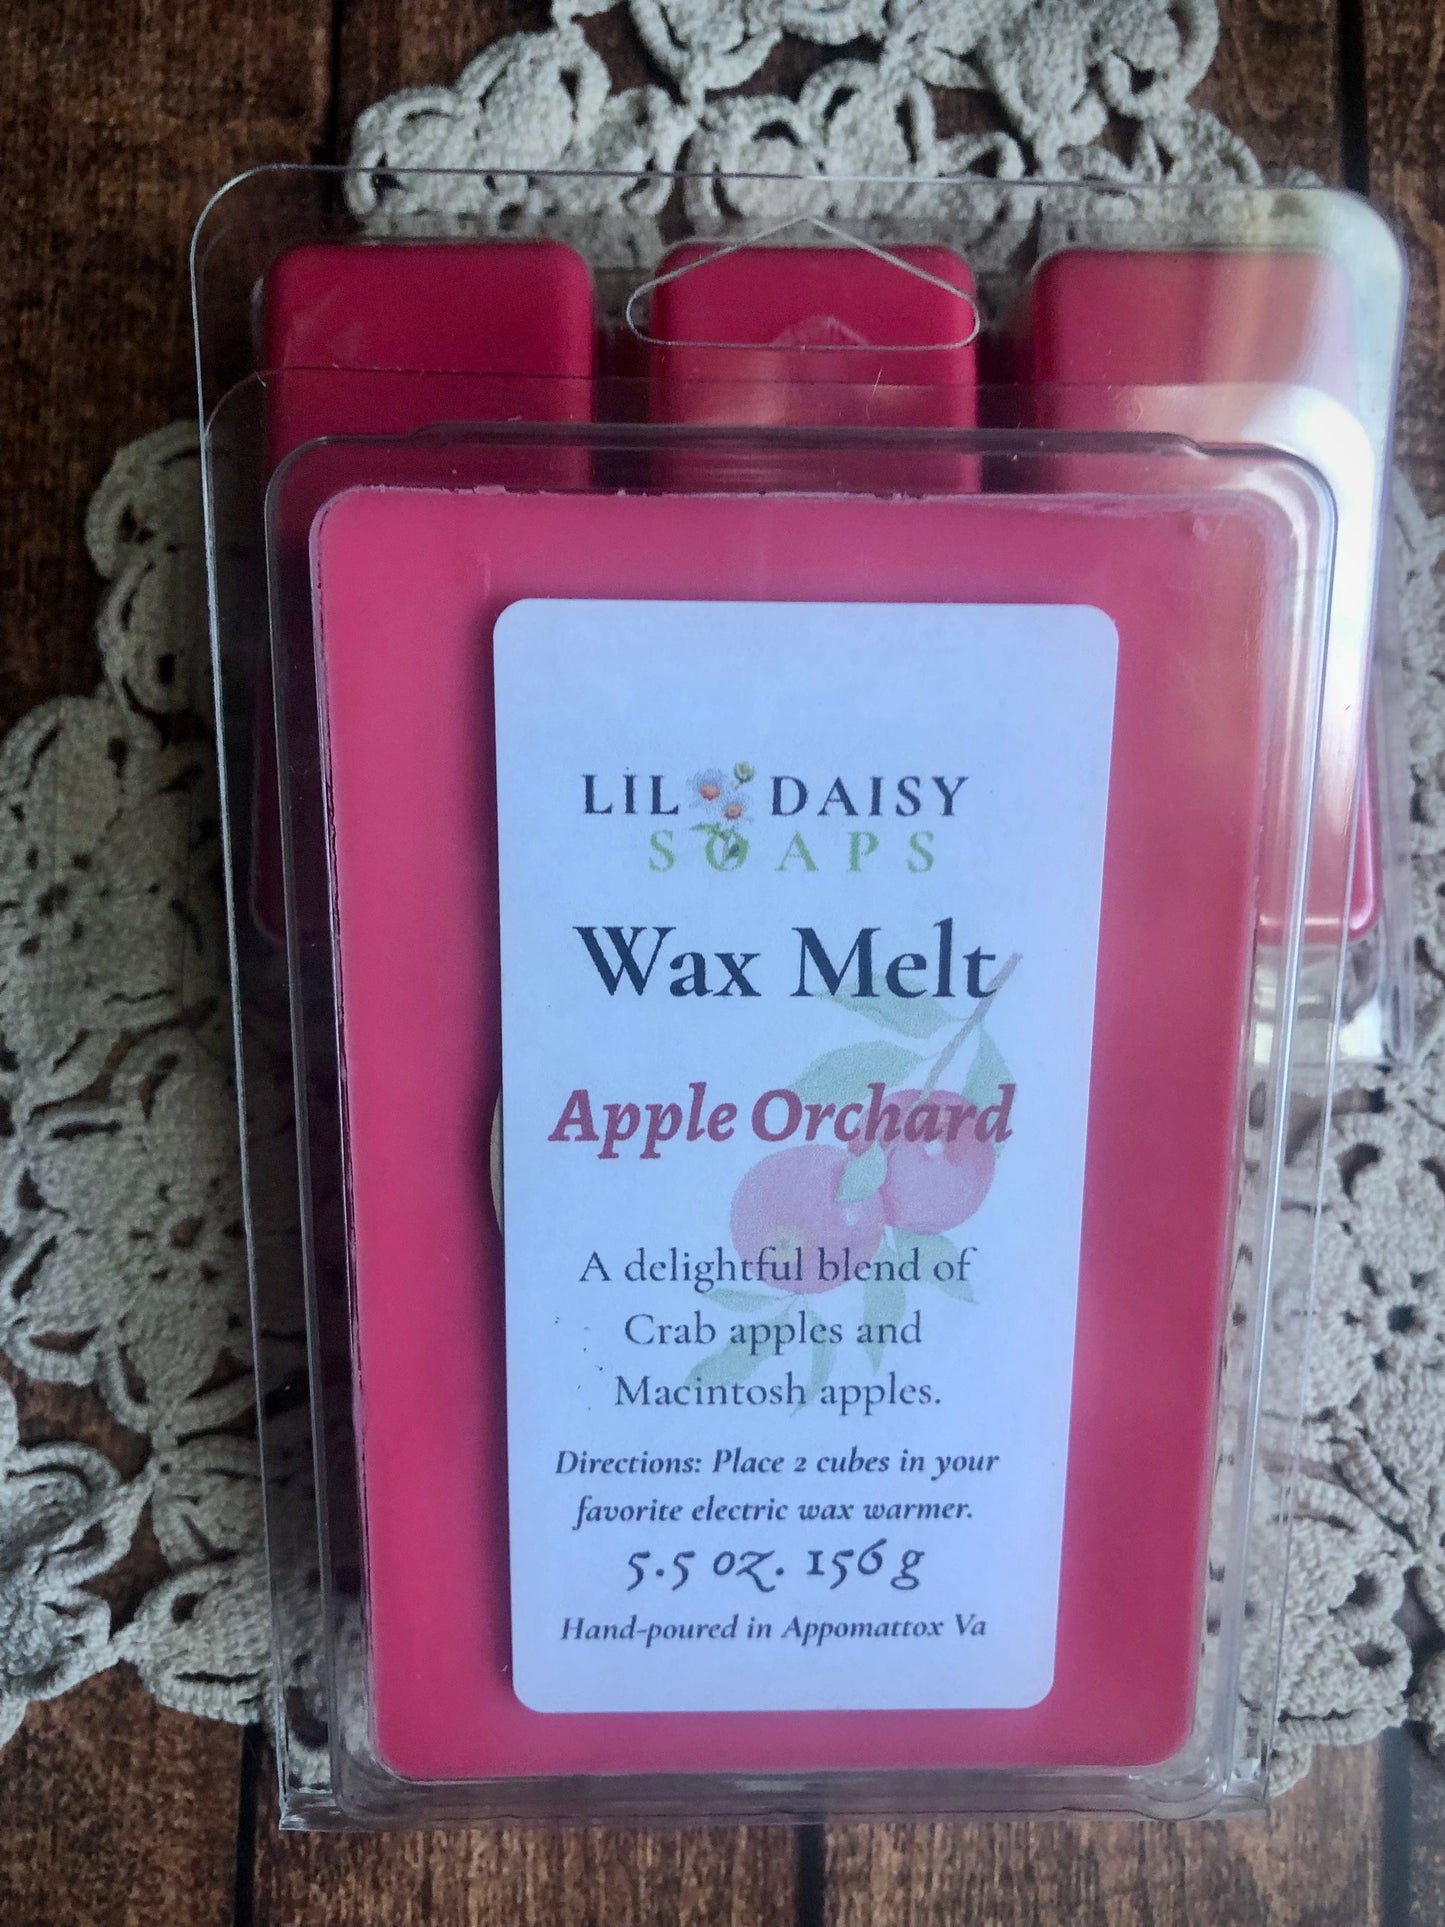 LIL DAISY
SOAPS
Wax Melt
Apple Orchard
A delightful blend of
Crab apples and
Macintosh apples.
Directions: Place 2 cubes in your
favorite electric wax warmer.
5.5 oz. 156 g
Hand-poured in Appomattox Va